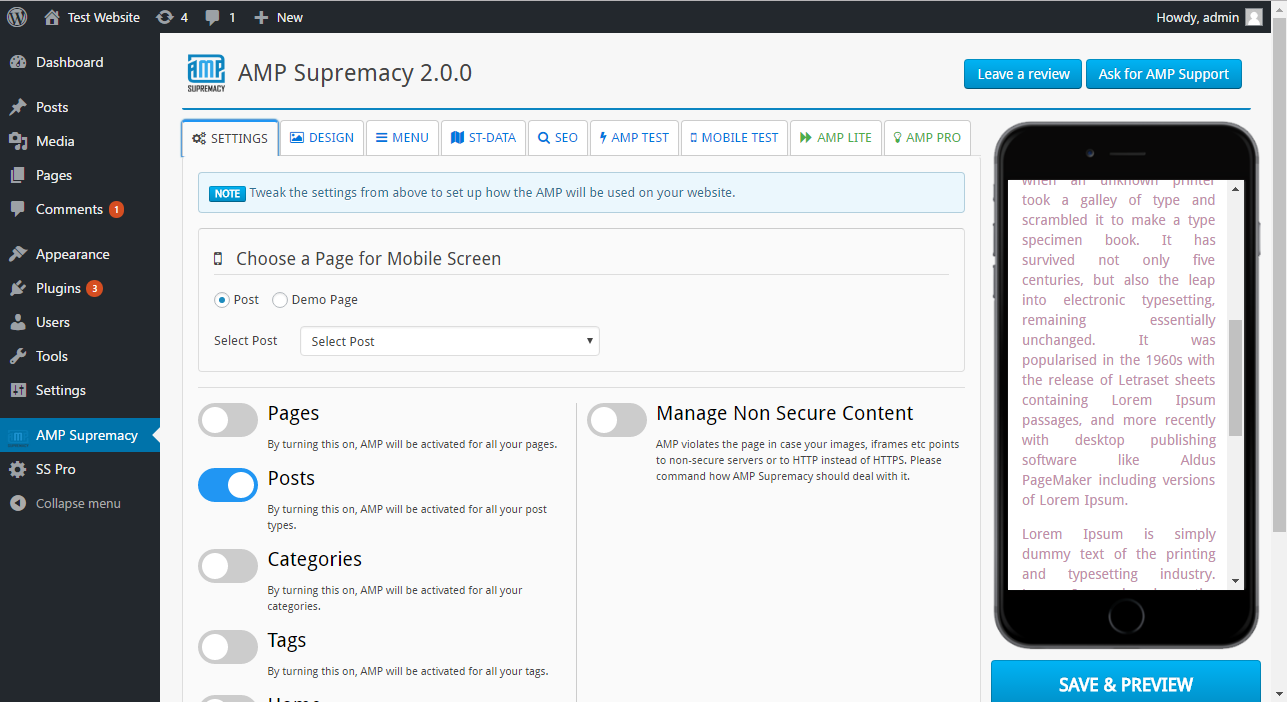 Test Website 4 1 New Howdy, admin
Dashboard
Posts
Media
Pages
Comments 1
Appearance
Plugins 3
Users
Tools
Settings
AMP Supremacy
SS Pro
Collapse menu
amp
SUPREMACY
AMP Supremacy 2.0.0
Leave a review Ask for AMP Support
SETTINGS DESIGN MENU ST-DATA SEO AMP TEST MOBILE TEST AMP LITE AMP PRO
NOTE Tweak the settings from above to set up how the AMP will be used on your website.
Choose a Page for Mobile Screen
Post Demo Page
Select Post Select Post
Pages
By turning this on, AMP will be activated for all your pages.
Posts
By turning this on, AMP will be activated for all your post
types.
Categories
By turning this on, AMP will be activated for all your
categories.
Tags
By turning this on, AMP will be activated for all your tags.
Home
Manage Non Secure Content
AMP violates the page in case your images, iframes etc points
to non-secure servers or to HTTP instead of HTTPS. Please
command how AMP Supremacy should deal with it.
when an unknown printer
took a galley of type and
scrambled it to make a type
specimen book. It has
survived not only five
centuries, but also the leap
into electronic typesetting,
remaining essentially
unchanged. It was
popularised in the 1960s with
the release of Letraset sheets
containing Lorem Ipsum
passages, and more recently
with desktop publishing
software like Aldus
PageMaker including versions
of Lorem Ipsum.
Lorem Ipsum is simply
dummy text of the printing
and typesetting industry.
SAVE & PREVIEW